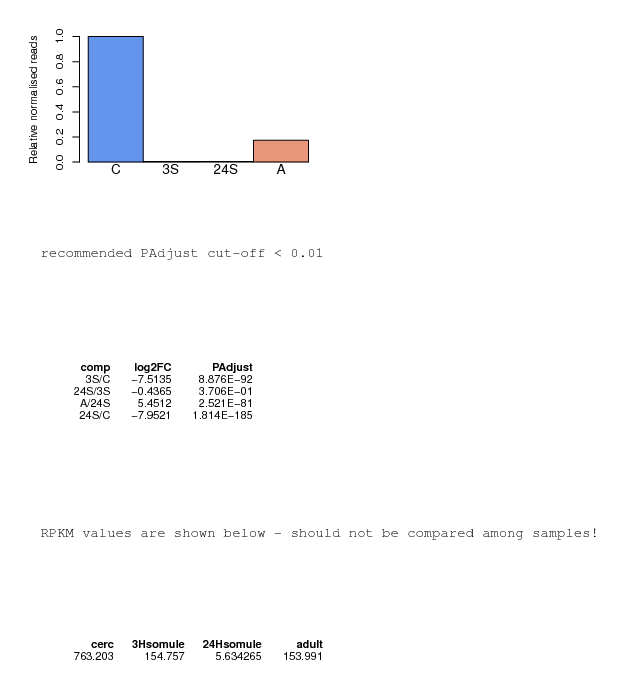 Relative normalised reads
1.0
0.8
0.6
0.4
0.2
0.0
C 3S 24S A
recommended PAdjust cut-off < 0.01
comp log2FC PAdjust
3S/C −7.5135 8.876E−92
24S/3S −0.4365 3.706E−01
A/24S 5.4512 2.521E−81
24S/C −7.9521 1.814E−185
RPKM values are shown below - should not be compared among samples!
cerc 3Hsomule 24Hsomule adult
763.203 154.757 5.634265 153.991